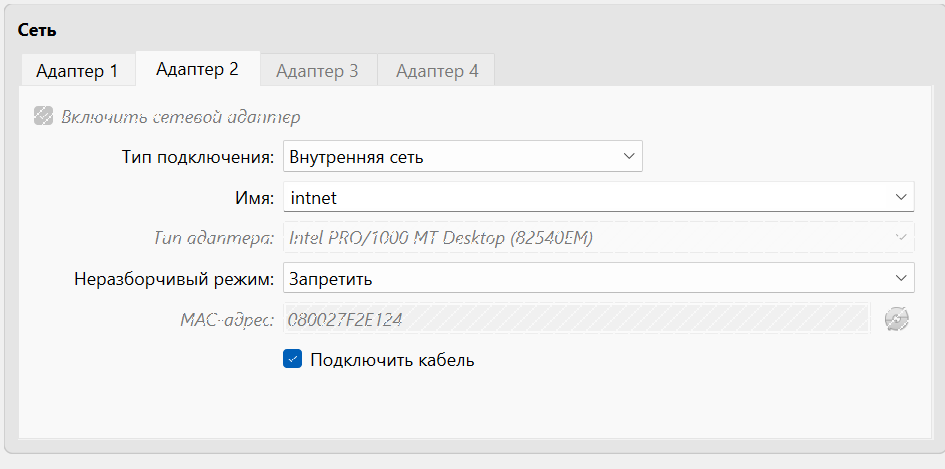 Сеть
Адаптер 1 Адаптер 2 Адаптер 3 Адаптер 4
Включить сетевой адаптер
Тип подключения: Внутренняя сеть
Имя: intnet
Тип адаптера: Intel PRO/1000 MT Desktop (82540EM)
Неразборчивый режим: Запретить
MAC-адрес: 080027F2E124
Подключить кабель